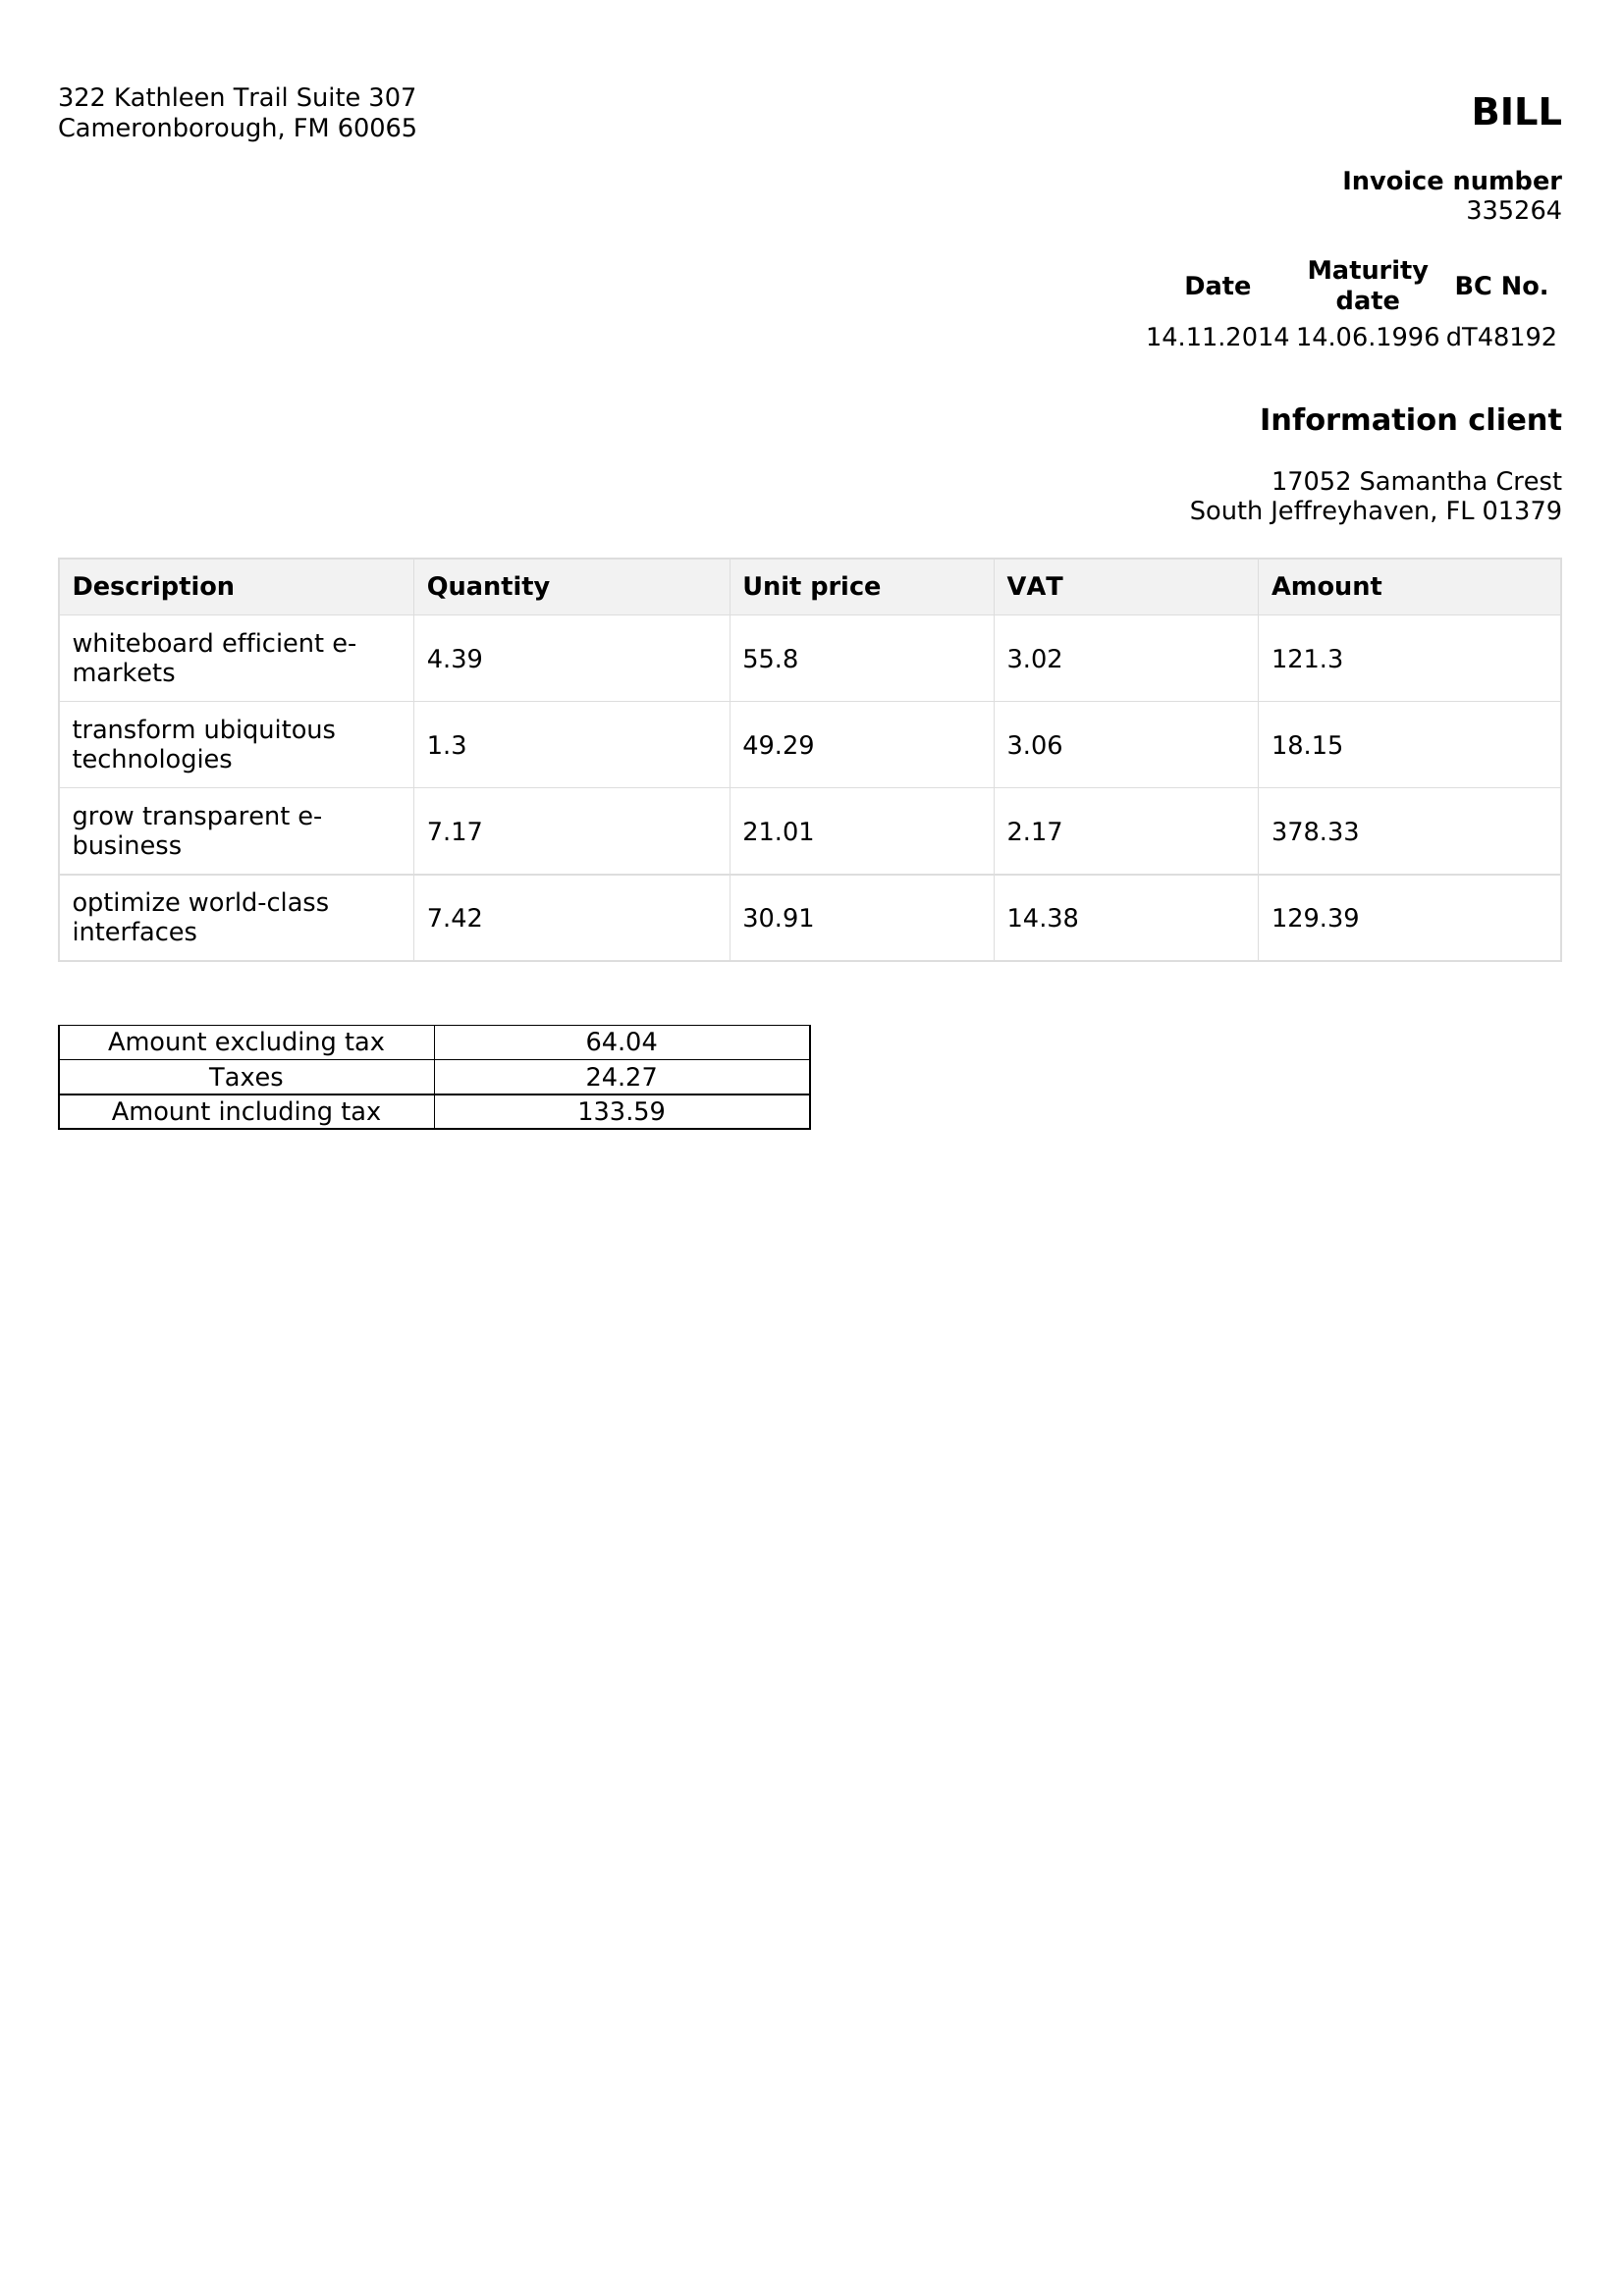 322 Kathleen Trail Suite 307
Cameronborough, FM 60065
BILL
Invoice number
335264
Date Maturity date BC No.
14.11.2014 14.06.1996 dT48192
Information client
17052 Samantha Crest
South Jeffreyhaven, FL 01379
Description Quantity Unit price VAT Amount
whiteboard efficient e-
markets 4.39 55.8 3.02 121.3
transform ubiquitous
technologies 1.3 49.29 3.06 18.15
grow transparent e-
business 7.17 21.01 2.17 378.33
optimize world-class
interfaces 7.42 30.91 14.38 129.39
Amount excluding tax 64.04
Taxes 24.27
Amount including tax 133.59